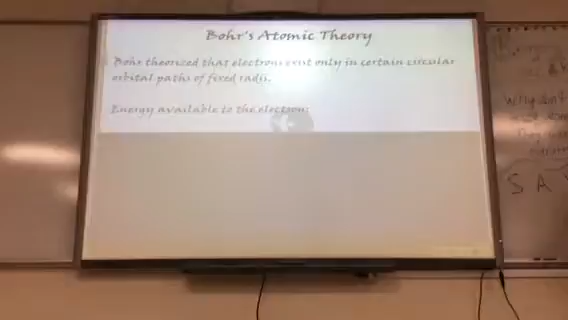 Bohr's Atomic Theory
Bohr theorized that electrons exist only in certain circular
orbital paths of fixed radii.
Energy available to the electron:
S A